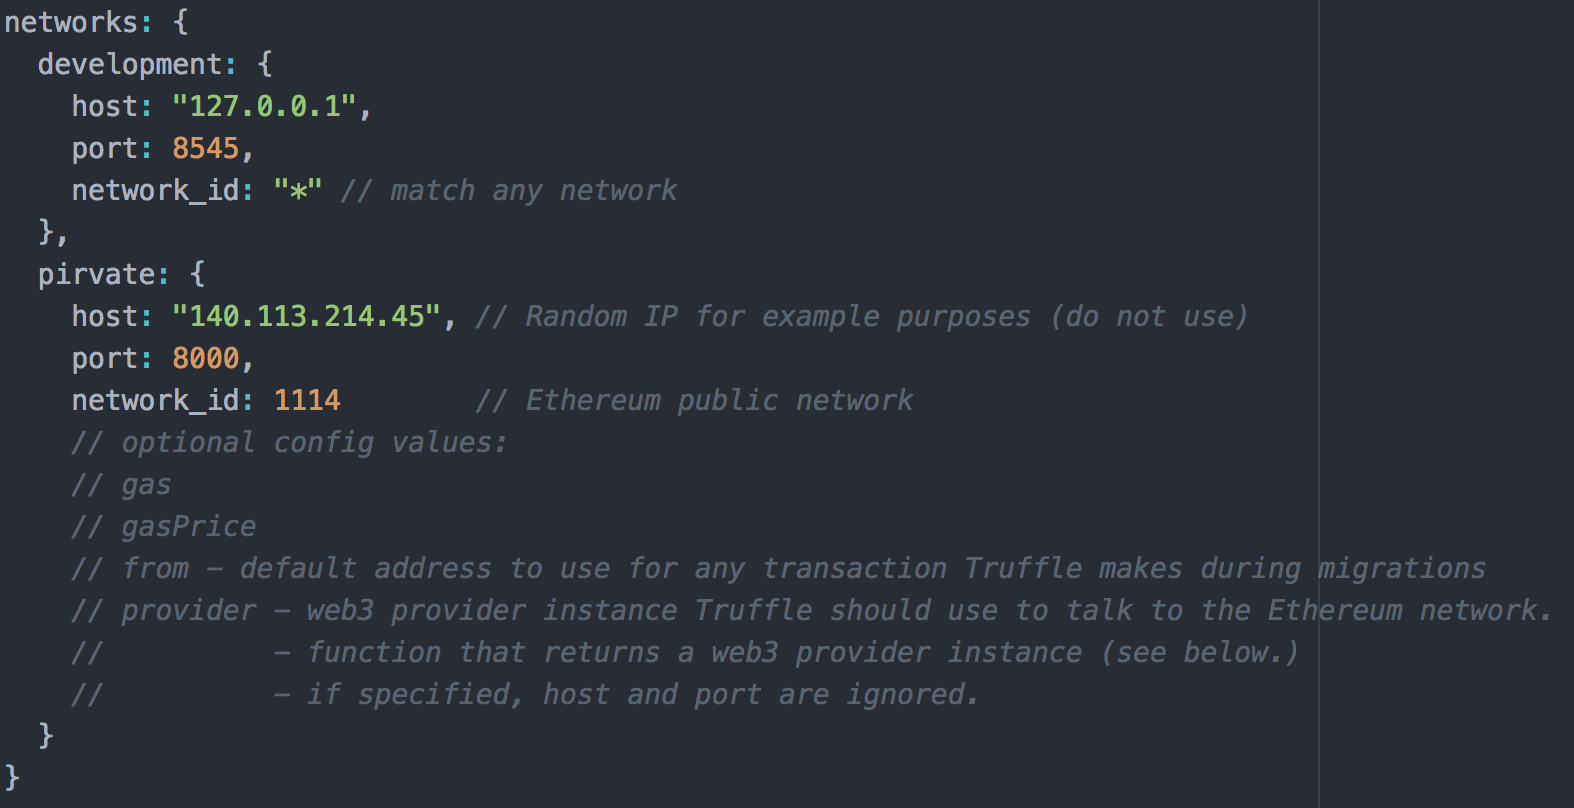 networks: {
  development: {
    host: "127.0.0.1",
    port: 8545,
    network_id: "*" // match any network
  },
  pirvate: {
    host: "140.113.214.45", // Random IP for example purposes (do not use)
    port: 8000,
    network_id: 1114        // Ethereum public network
    // optional config values:
    // gas
    // gasPrice
    // from – default address to use for any transaction Truffle makes during migrations
    // provider – web3 provider instance Truffle should use to talk to the Ethereum network.
    //          – function that returns a web3 provider instance (see below.)
    //          – if specified, host and port are ignored.
  }
}